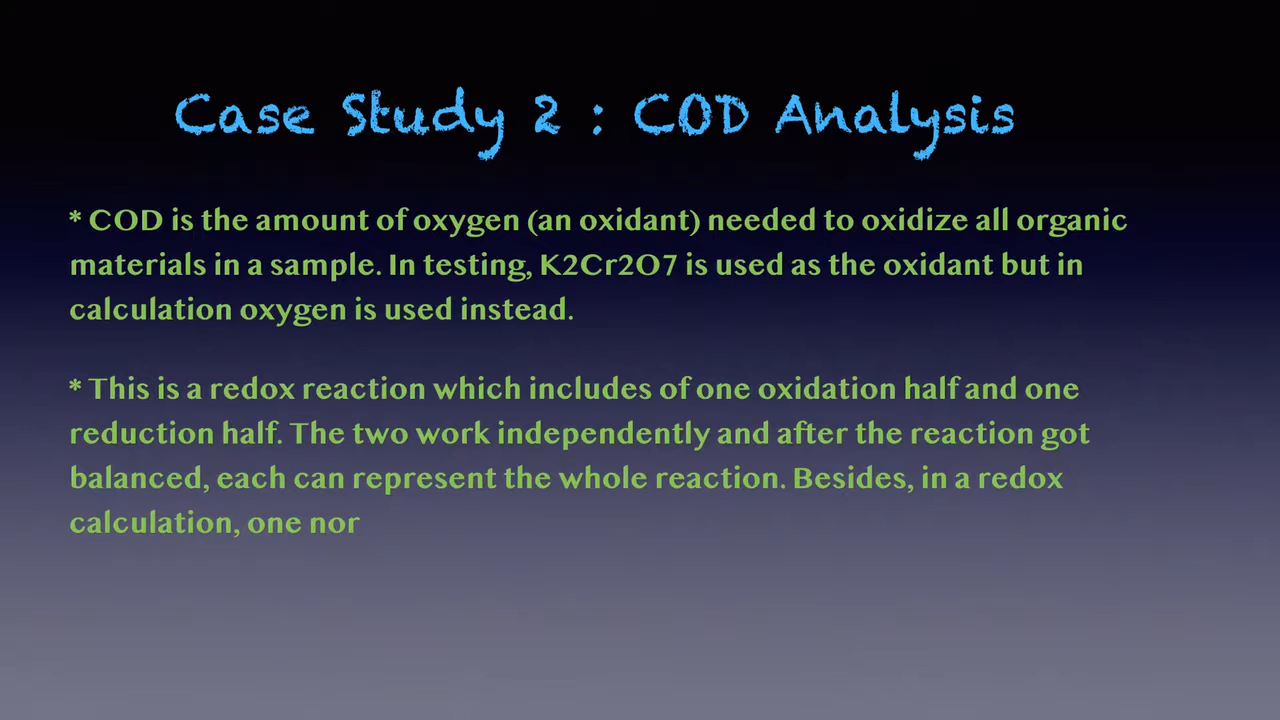 Case Study 2 : COD Analysis
* COD is the amount of oxygen (an oxidant) needed to oxidize all organic
materials in a sample. In testing, K2Cr2O7 is used as the oxidant but in
calculation oxygen is used instead.
* This is a redox reaction which includes of one oxidation half and one
reduction half. The two work independently and after the reaction got
balanced, each can represent the whole reaction. Besides, in a redox
calculation, one nor